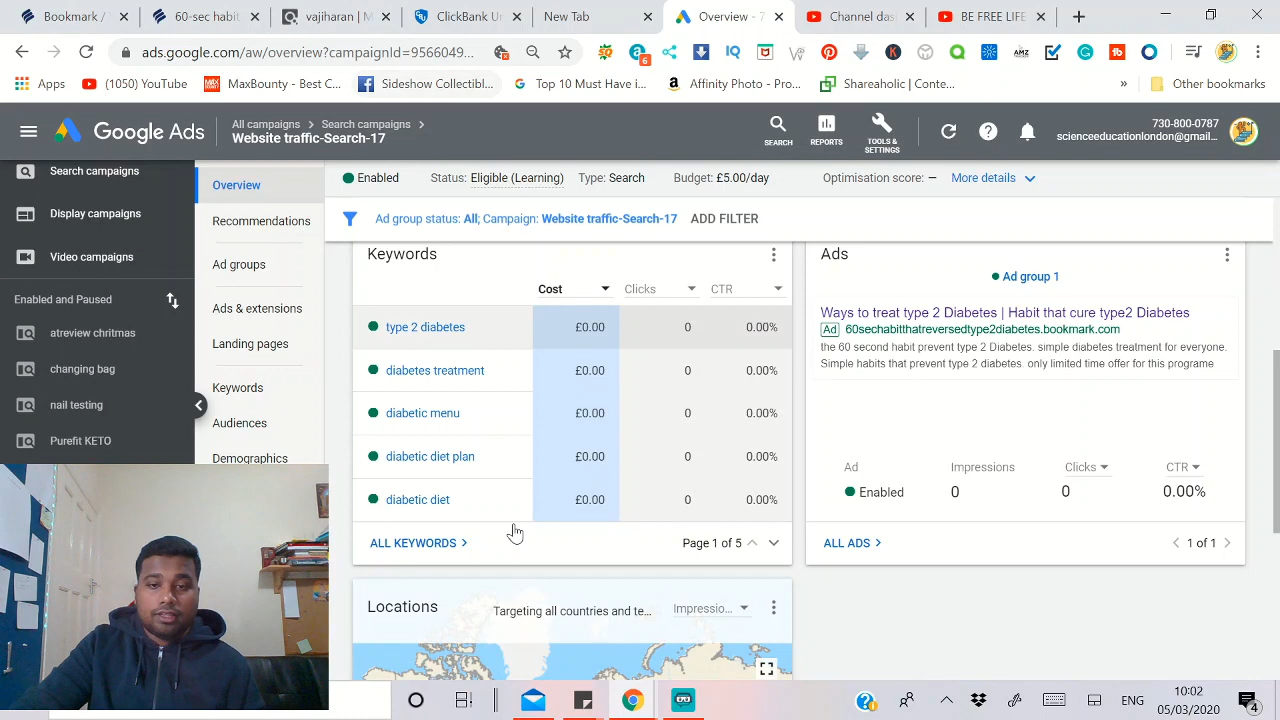 60-sec
vajihara | M
ClickBank
New Tab
Overview - 7
Channel das
BE FREE LIFE
ads.google.com/aw/overview?campaignId=9566049...
6
Apps
(1050) YouTube
MaxBounty - Best C...
Sideshow Collectibl...
Top 10 Must Have i...
Affinity Photo - Pro...
Shareaholic | Conte...
»
Other bookmarks
Google Ads
All campaigns > Search campaigns >
Website traffic-Search-17
SEARCH
REPORTS
TOOLS &
SETTINGS
730-800-0787
scienceeducationlondon@gmail...
Search campaigns
Display campaigns
Video campaigns
Enabled and Paused
atreview chritmas
changing bag
nail testing
Purefit KETO
Overview
Recommendations
Ad groups
Ads & extensions
Landing pages
Keywords
Audiences
Demographics
Enabled Status: Eligible (Learning) Type: Search Budget: £5.00/day Optimisation score: — More details
Ad group status: All; Campaign: Website traffic-Search-17 ADD FILTER
Keywords
Cost Clicks CTR
type 2 diabetes £0.00 0 0.00%
diabetes treatment £0.00 0 0.00%
diabetic menu £0.00 0 0.00%
diabetic diet plan £0.00 0 0.00%
diabetic diet £0.00 0 0.00%
ALL KEYWORDS > Page 1 of 5
Ads
Ad group 1
Ways to treat type 2 Diabetes | Habit that cure type2 Diabetes
Ad 60sechabitthatreversedtype2diabetes.bookmark.com
the 60 second habit prevent type 2 Diabetes. simple diabetes treatment for everyone.
Simple habits that prevent type 2 diabetes. only limited time offer for this programe
Ad Impressions Clicks CTR
Enabled 0 0 0.00%
ALL ADS > 1 of 1
Locations Targeting all countries and te... Impressio...
ENG
10:02
05/03/2020
4